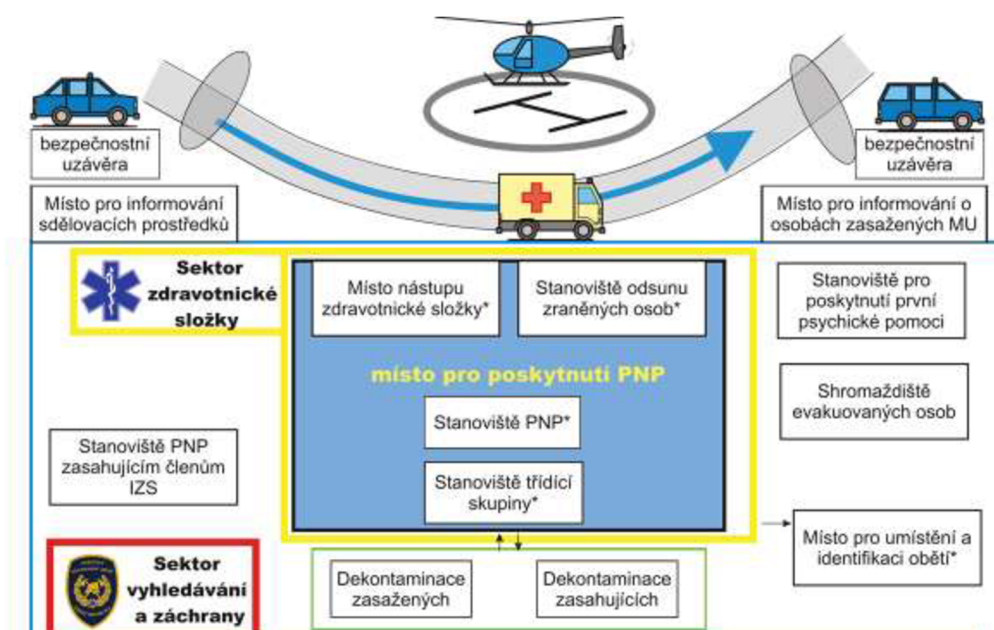 bezpečnostní
uzávěra
bezpečnostní
uzávěra
Místo pro informování
sdělovacích prostředků
Místo pro informování o
osobách zasažených MU
Sektor
zdravotnické
složky
Místo nástupu
zdravotnické složky*
Stanoviště odsunu
zraněných osob*
Stanoviště pro
poskytnutí první
psychické pomoci
místo pro poskytnutí PNP
Shromaždiště
evakuovaných osob
Stanoviště PNP*
Stanoviště PNP
zasahujícím členům
IZS
Stanoviště třídící
skupiny*
Místo pro umístění a
identifikaci obětí*
Sektor
vyhledávání
a záchrany
Dekontaminace
zasažených
Dekontaminace
zasahujících